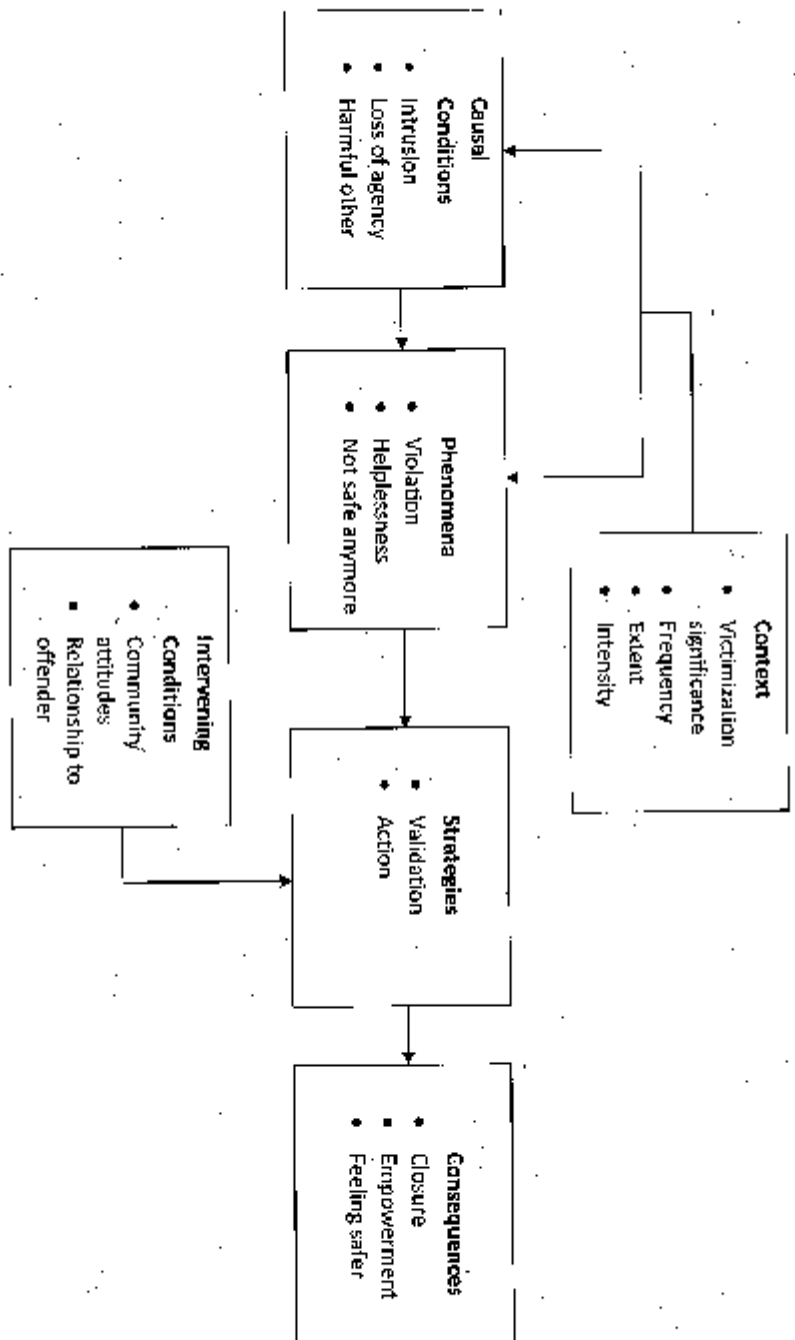 Context
Victimization
significance
Frequency
Extent
Intensity
Causal
Conditions
Intrusion
Loss of agency
Harmful other
Phenomena
Violation
Helplessness
Not safe anymore
Strategies
Validation
Action
Consequences
Closure
Empowerment
Feeling safer
Intervening
Conditions
Community
attitudes
Relationship to
offender